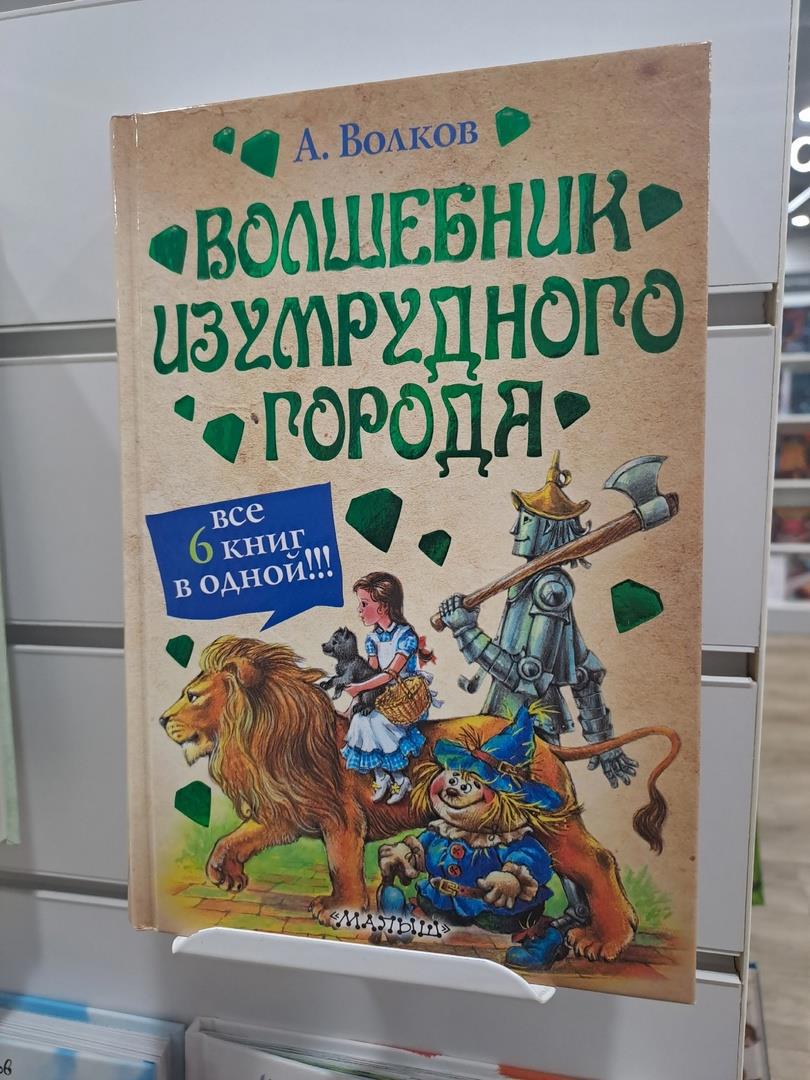 А. Волков
ВОЛШЕБНИК
ИЗУМРУДНОГО
ГОРОДА
все
6 книг
в одной!!!
«МАЛЫШ»